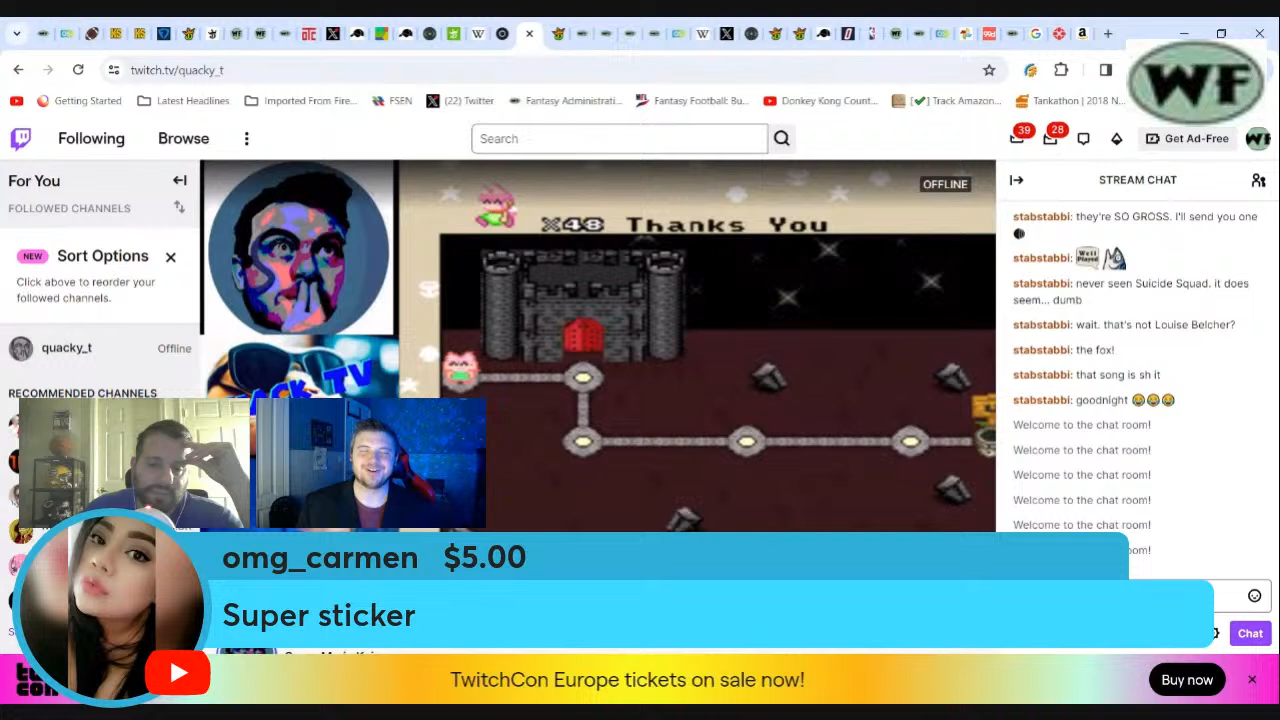 twitch.tv/quacky_t
WF
Getting Started
Latest Headlines
Imported From Fire...
FSEN
(22) Twitter
Fantasy Administrati...
Fantasy Football: Bu...
Donkey Kong Count...
Track Amazon...
Tankathon | 2018 N...
Following
Browse
Search
39
28
Get Ad-Free
For You
FOLLOWED CHANNELS
NEW
Sort Options
Click above to reorder your
followed channels.
quacky_t
Offline
RECOMMENDED CHANNELS
OFFLINE
x48 Thanks You
STREAM CHAT
stabstabbi: they're SO GROSS. I'll send you one
stabstabbi: Well Played
stabstabbi: never seen Suicide Squad. it does
seem... dumb
stabstabbi: wait. that's not Louise Belcher?
stabstabbi: the fox!
stabstabbi: that song is sh it
stabstabbi: goodnight 😂😂😂
Welcome to the chat room!
Welcome to the chat room!
Welcome to the chat room!
Welcome to the chat room!
Welcome to the chat room!
oom!
Chat
omg_carmen $5.00
Super sticker
TwitchCon Europe tickets on sale now!
Buy now